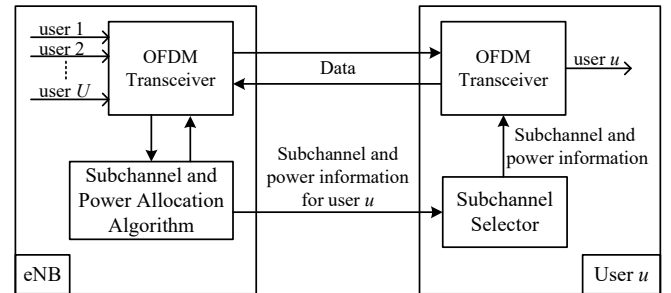 user 1
user 2
user U
OFDM
Transceiver
Data
OFDM
Transceiver
user u
Subchannel and
Power Allocation
Algorithm
Subchannel and
power information
for user u
Subchannel and
power information
Subchannel
Selector
eNB
User u